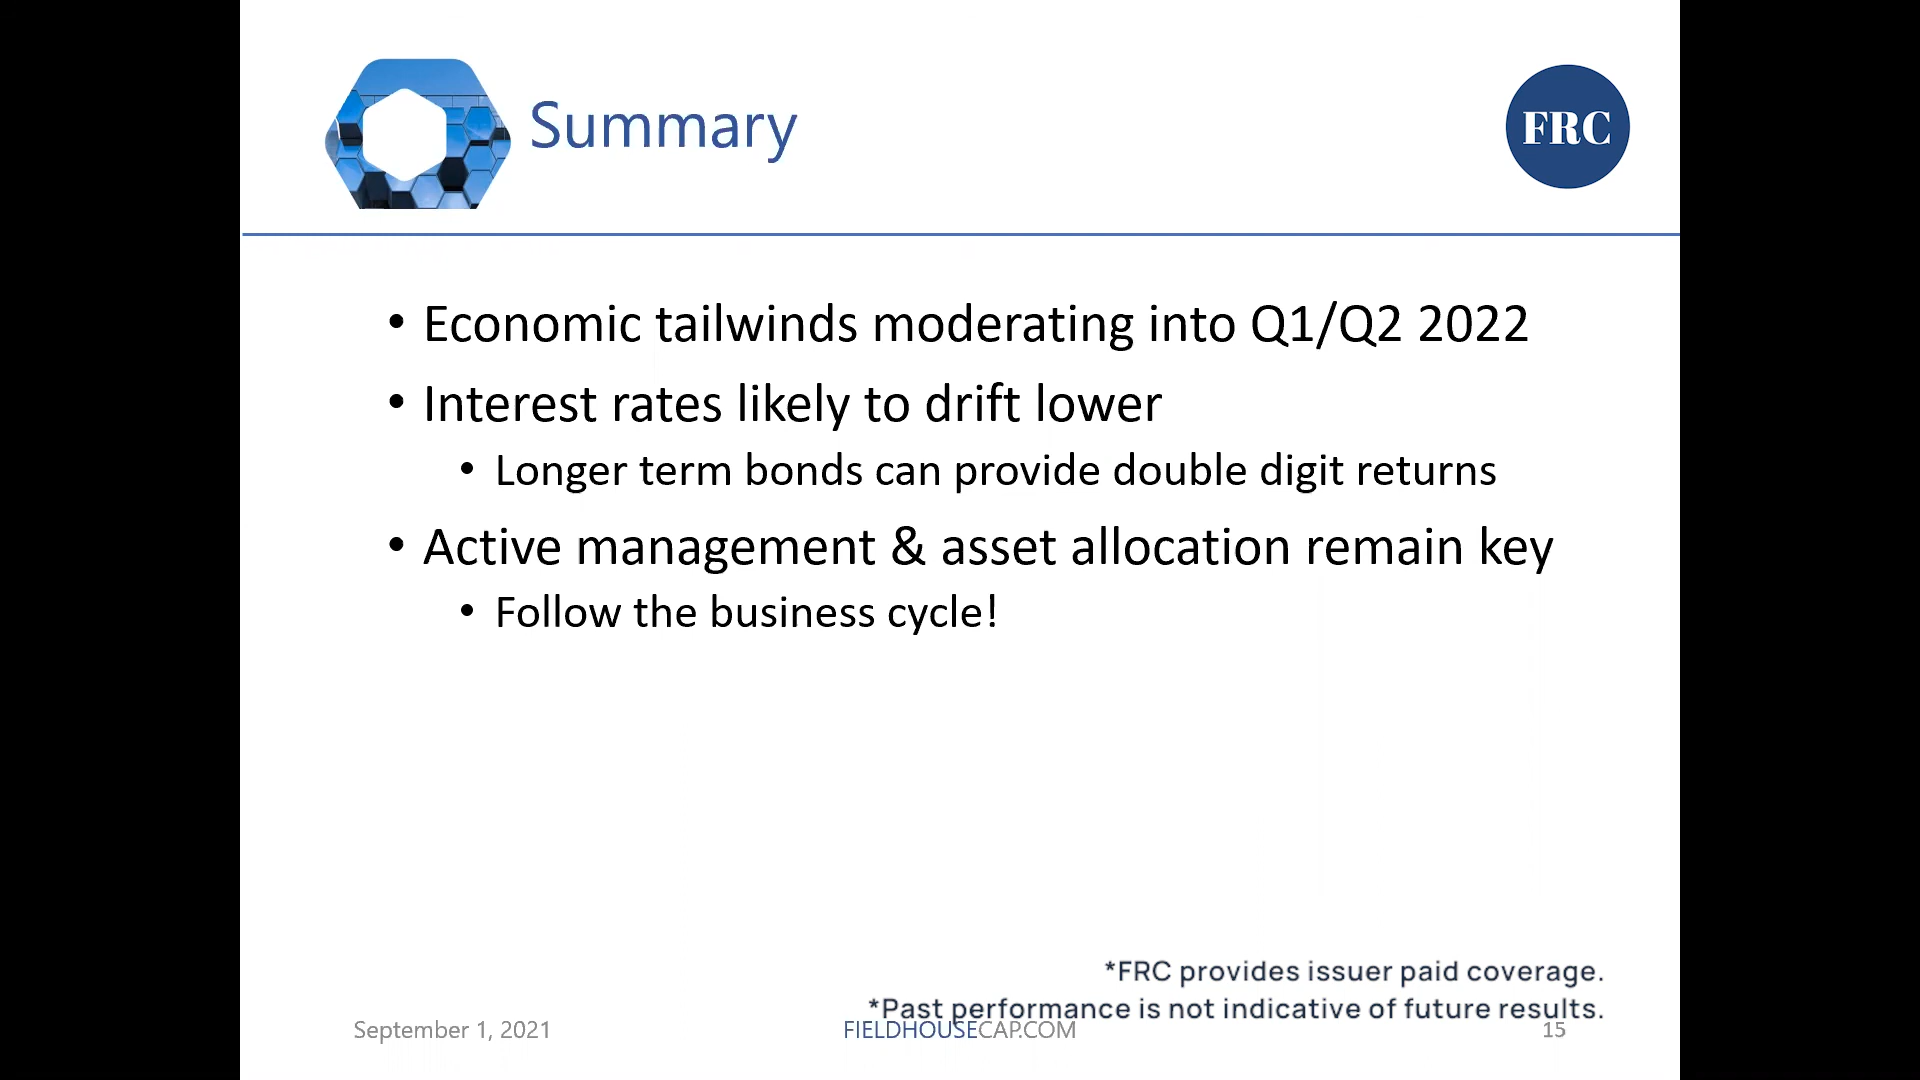 Summary
FRC
• Economic tailwinds moderating into Q1/Q2 2022
• Interest rates likely to drift lower
• Longer term bonds can provide double digit returns
• Active management & asset allocation remain key
• Follow the business cycle!
*FRC provides issuer paid coverage.
*Past performance is not indicative of future results.
September 1, 2021
FIELDHOUSECAP.COM
15